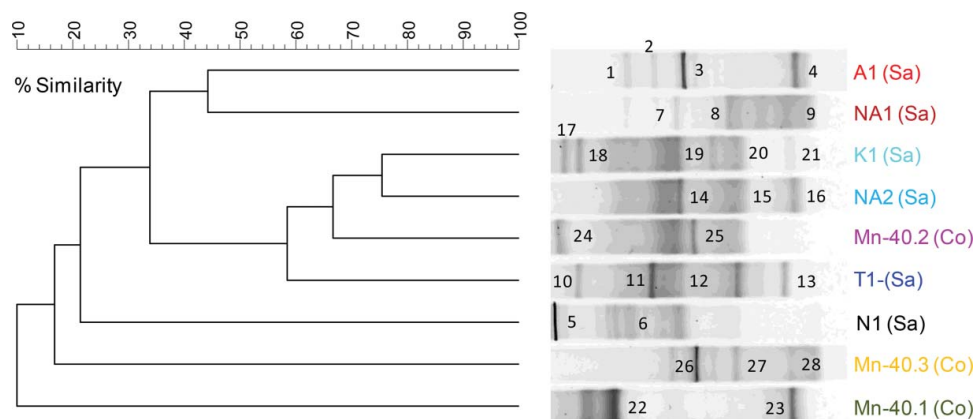 10 20 30 40 50 60 70 80 90 100
% Similarity
2
1 3 4 A1 (Sa)
7 8 9 NA1 (Sa)
17
18 19 20 21 K1 (Sa)
14 15 16 NA2 (Sa)
24 25 Mn-40.2 (Co)
10 11 12 13 T1-(Sa)
5 6 N1 (Sa)
26 27 28 Mn-40.3 (Co)
22 23 Mn-40.1 (Co)